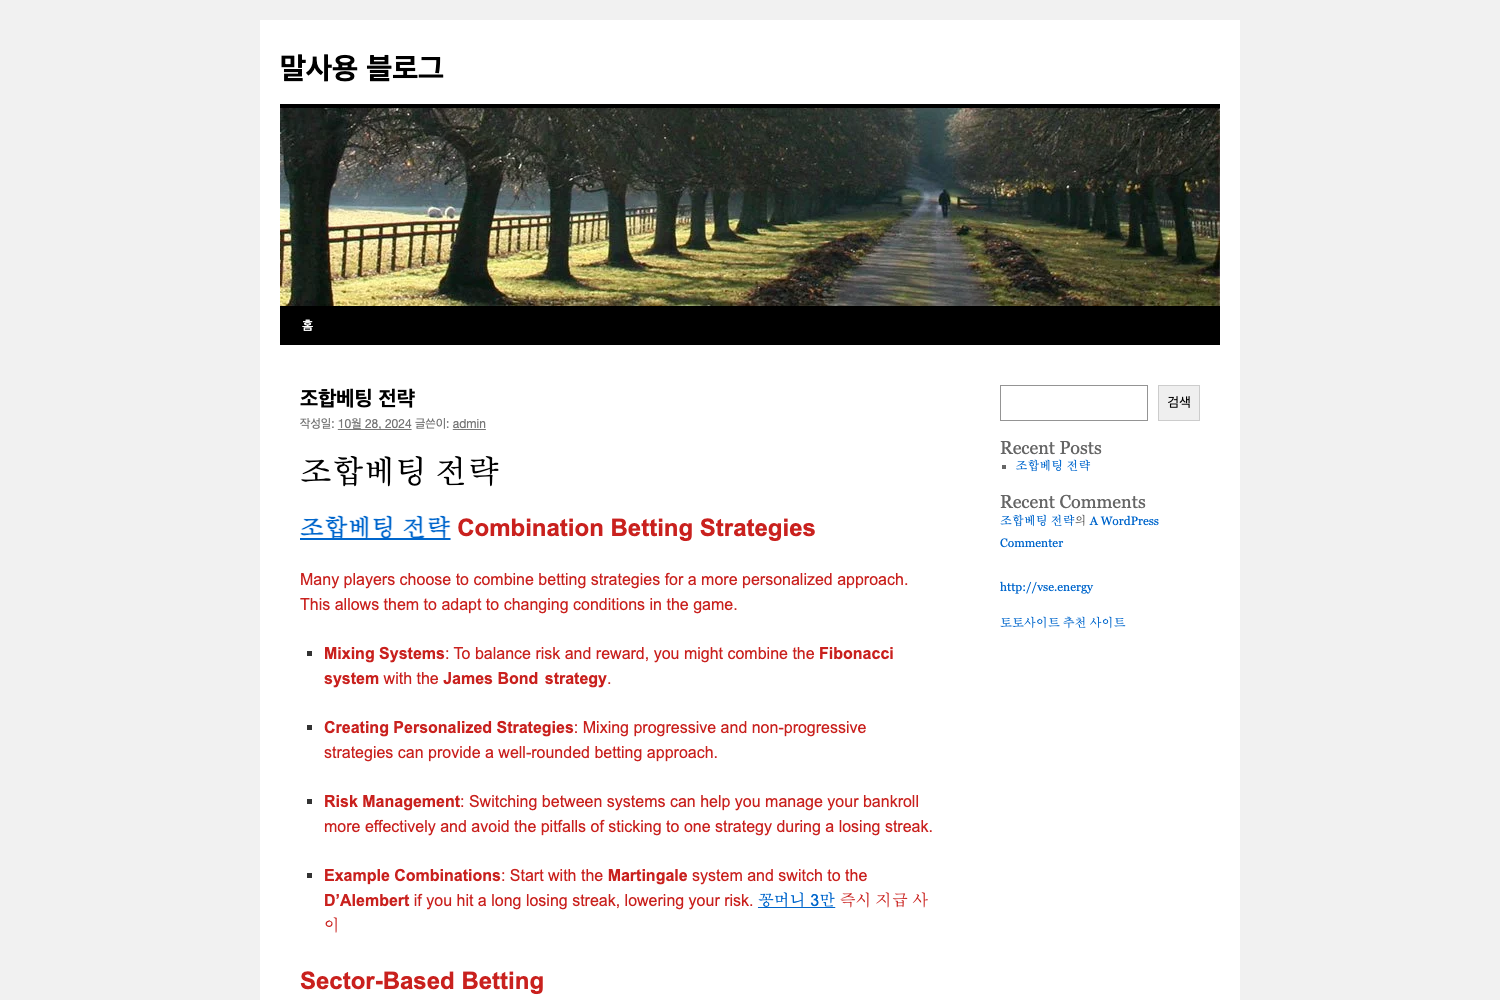 말사용 블로그
홈
조합베팅 전략
작성일: 10월 28, 2024 글쓴이: admin
조합베팅 전략
조합베팅 전략 Combination Betting Strategies
Many players choose to combine betting strategies for a more personalized approach.
This allows them to adapt to changing conditions in the game.
Mixing Systems: To balance risk and reward, you might combine the Fibonacci
system with the James Bond strategy.
Creating Personalized Strategies: Mixing progressive and non-progressive
strategies can provide a well-rounded betting approach.
Risk Management: Switching between systems can help you manage your bankroll
more effectively and avoid the pitfalls of sticking to one strategy during a losing streak.
Example Combinations: Start with the Martingale system and switch to the
D’Alembert if you hit a long losing streak, lowering your risk. 꽁머니 3만 즉시 지급 사
이
Sector-Based Betting
검색
Recent Posts
조합베팅 전략
Recent Comments
조합베팅 전략의 A WordPress
Commenter
http://vse.energy
토토사이트 추천 사이트